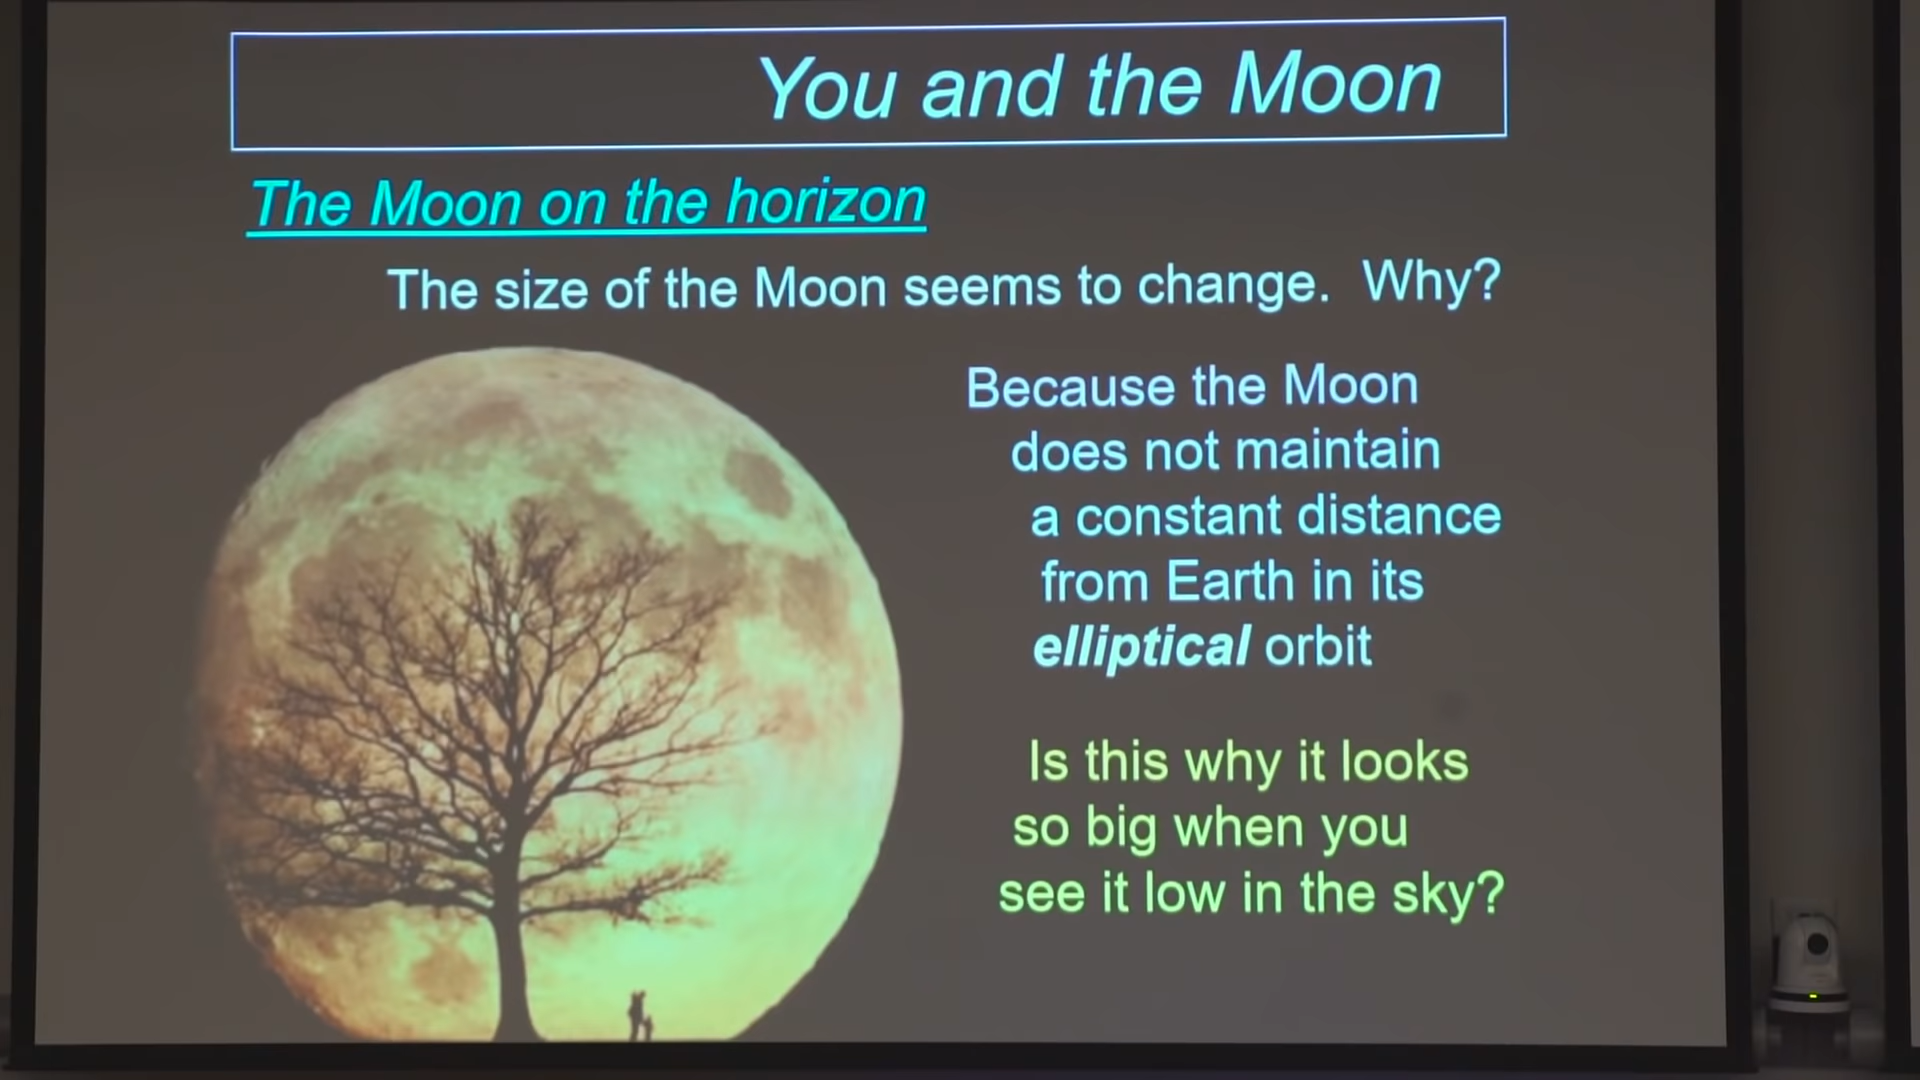 You and the Moon
The Moon on the horizon
The size of the Moon seems to change. Why?
Because the Moon
does not maintain
a constant distance
from Earth in its
elliptical orbit
Is this why it looks
so big when you
see it low in the sky?